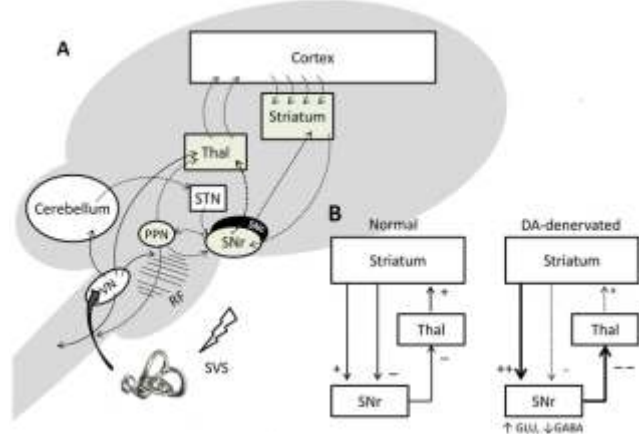 A
Cortex
Striatum
Thal
STN
Cerebellum
PPN
SNc
SNr
VN
RF
SVS
B
Normal
DA-denervated
Striatum
Striatum
+
+
Thal
Thal
+
–
–
++
-
– –
SNr
SNr
↑ GLU, ↓GABA